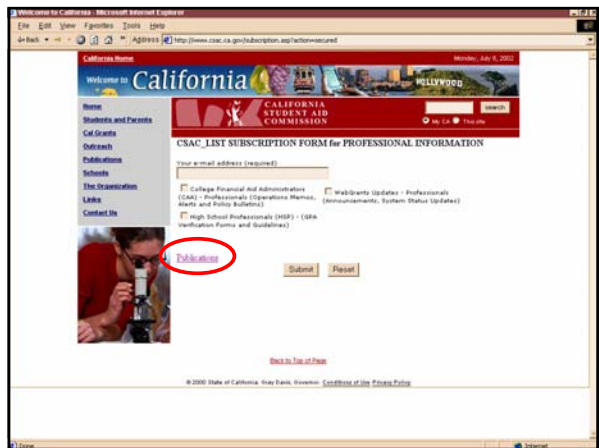 Welcome to California - Microsoft Internet Explorer
File Edit View Favorites Tools Help
Back Address http://www.csac.ca.gov/subscription.asp?action=secured
California Home
Monday, July 8, 2002
Welcome to California
HOLLYWOOD
CALIFORNIA
STUDENT AID
COMMISSION
search
My CA This site
Home
Students and Parents
Cal Grants
Outreach
Publications
Schools
The Organization
Links
Contact Us
CSAC_LIST SUBSCRIPTION FORM for PROFESSIONAL INFORMATION
Your e-mail address (required)
College Financial Aid Administrators
(CAA) - Professionals (Operations Memos,
Alerts and Policy Bulletins)
WebGrants Updates - Professionals
(Announcements, System Status Updates)
High School Professionals (HSP) - (GPA
Verification Forms and Guidelines)
Publications
Submit Reset
Back to Top of Page
© 2000 State of California. Gray Davis, Governor. Conditions of Use Privacy Policy
Done
Internet